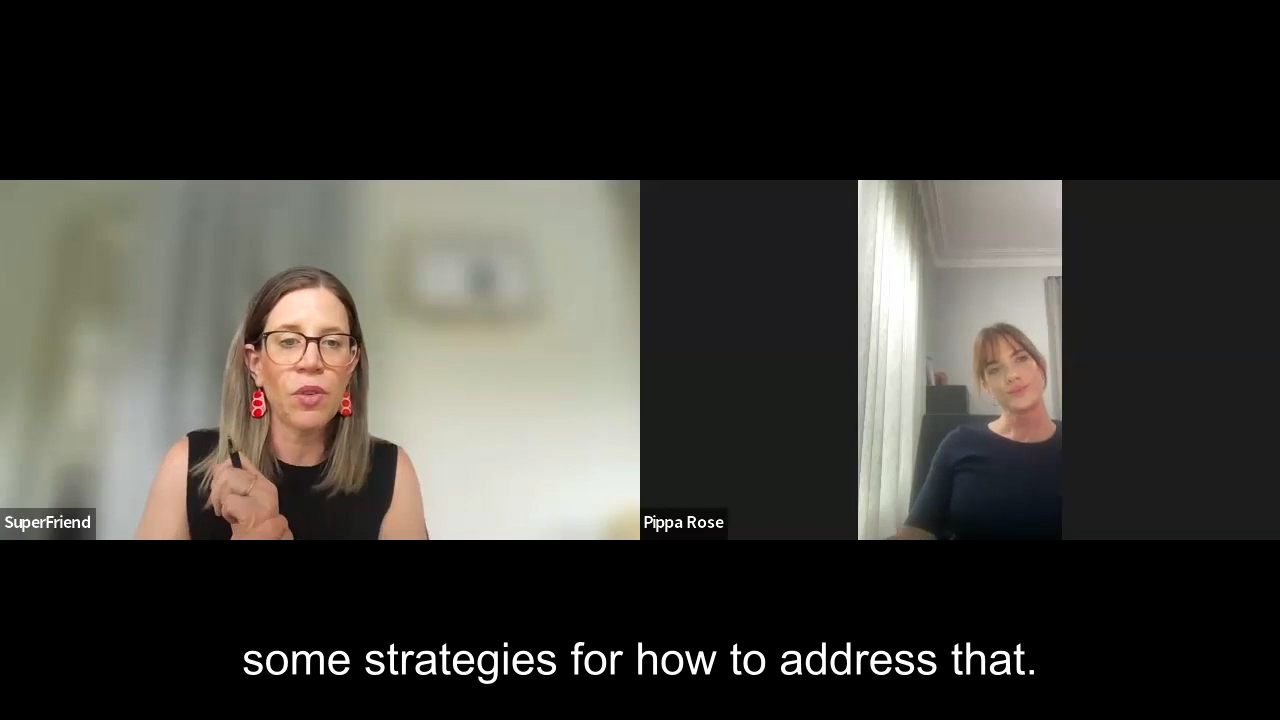 SuperFriend
Pippa Rose
some strategies for how to address that.